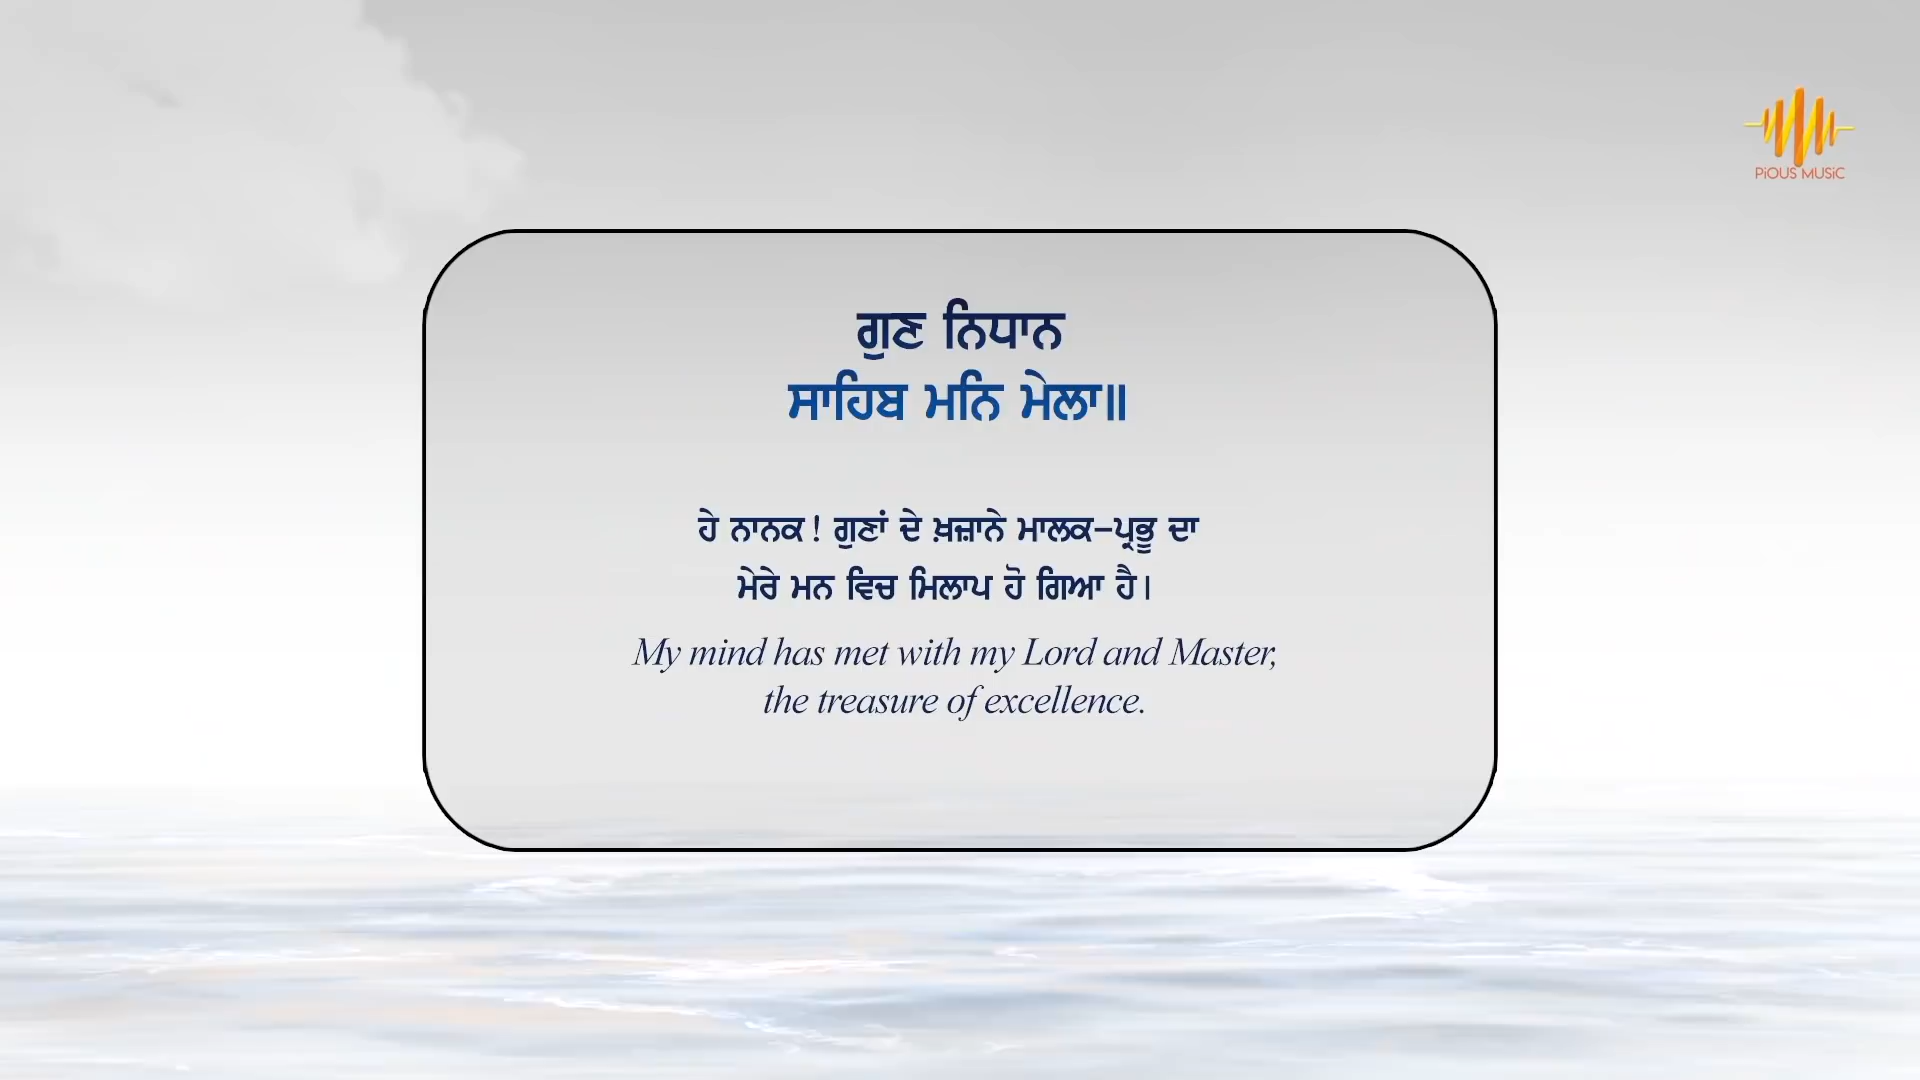 PiOUS MUSiC
ਗੁਣ ਨਿਧਾਨ
ਸਾਹਿਬ ਮਨਿ ਮੇਲਾ॥
ਹੇ ਨਾਨਕ! ਗੁਣਾਂ ਦੇ ਖ਼ਜ਼ਾਨੇ ਮਾਲਕ-ਪ੍ਰਭੂ ਦਾ
ਮੇਰੇ ਮਨ ਵਿਚ ਮਿਲਾਪ ਹੋ ਗਿਆ ਹੈ।
My mind has met with my Lord and Master,
the treasure of excellence.